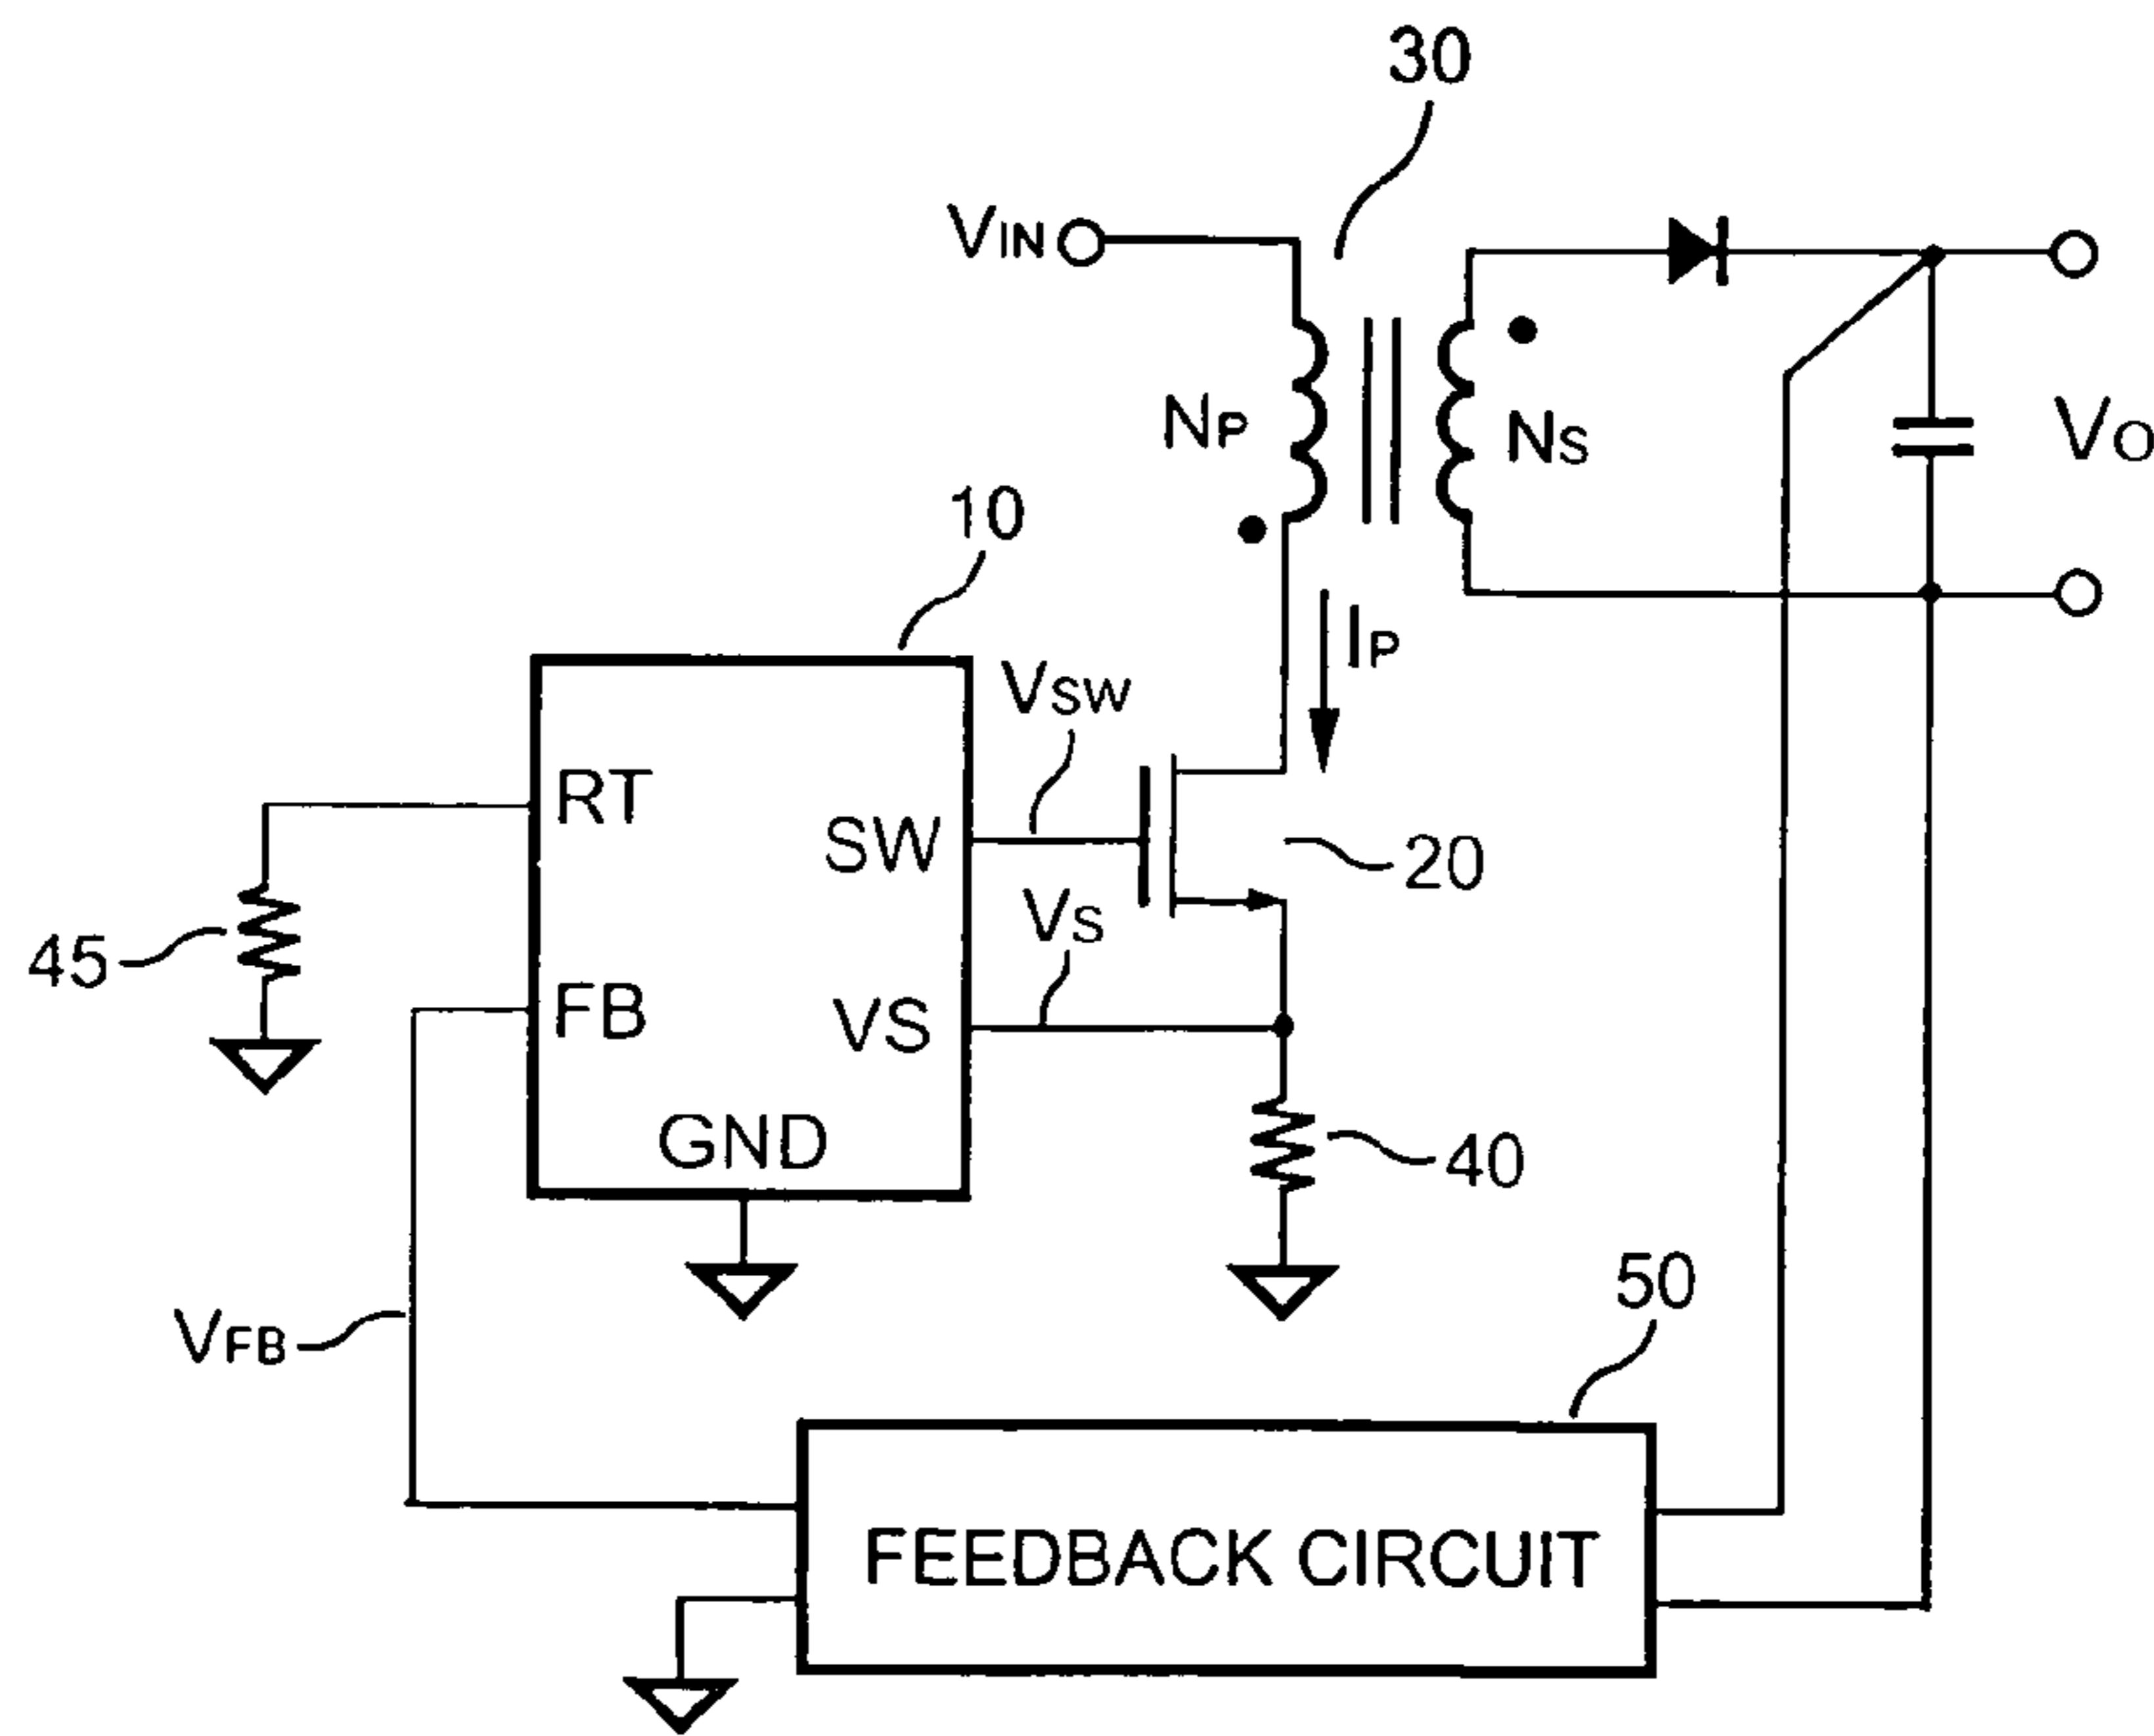 30
VIN
NP
NS
VO
10
VSW
IP
RT
SW
20
VS
45
FB
VS
GND
40
50
VFB
FEEDBACK CIRCUIT